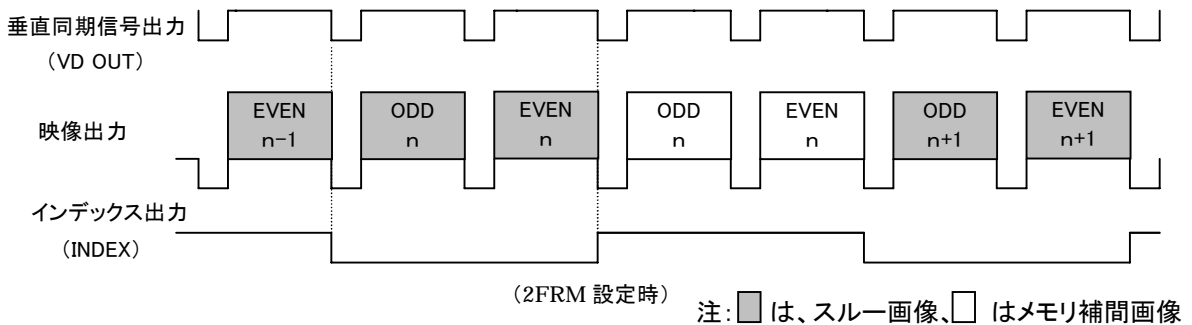 垂直同期信号出力
（VD OUT）
映像出力
EVEN
n-1
ODD
n
EVEN
n
ODD
n
EVEN
n
ODD
n+1
EVEN
n+1
インデックス出力
（INDEX）
（2FRM 設定時）
注：は、スルー画像、 はメモリ補間画像